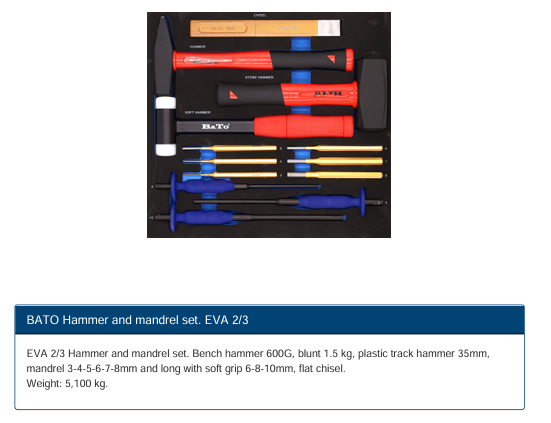 CHISEL
HAMMER
STONE HAMMER
BATO
SOFT HAMMER
BATO
BATO Hammer and mandrel set. EVA 2/3
EVA 2/3 Hammer and mandrel set. Bench hammer 600G, blunt 1.5 kg, plastic track hammer 35mm,
mandrel 3-4-5-6-7-8mm and long with soft grip 6-8-10mm, flat chisel.
Weight: 5,100 kg.